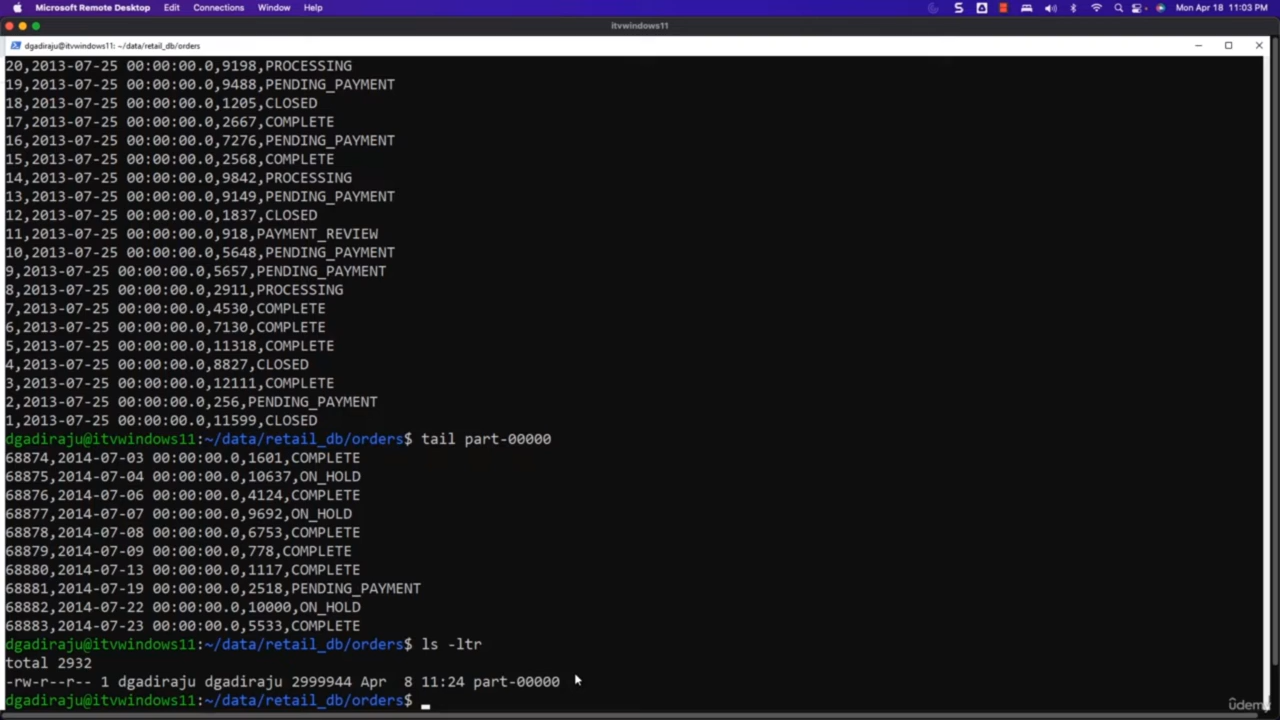 Microsoft Remote Desktop Edit Connections Window Help Mon Apr 18 11:03 PM
itvwindows11
dgadiraju@itvwindows11: ~/data/retail_db/orders
20,2013-07-25 00:00:00.0,9198,PROCESSING
19,2013-07-25 00:00:00.0,9488,PENDING_PAYMENT
18,2013-07-25 00:00:00.0,1205,CLOSED
17,2013-07-25 00:00:00.0,2667,COMPLETE
16,2013-07-25 00:00:00.0,7276,PENDING_PAYMENT
15,2013-07-25 00:00:00.0,2568,COMPLETE
14,2013-07-25 00:00:00.0,9842,PROCESSING
13,2013-07-25 00:00:00.0,9149,PENDING_PAYMENT
12,2013-07-25 00:00:00.0,1837,CLOSED
11,2013-07-25 00:00:00.0,918,PAYMENT_REVIEW
10,2013-07-25 00:00:00.0,5648,PENDING_PAYMENT
9,2013-07-25 00:00:00.0,5657,PENDING_PAYMENT
8,2013-07-25 00:00:00.0,2911,PROCESSING
7,2013-07-25 00:00:00.0,4530,COMPLETE
6,2013-07-25 00:00:00.0,7130,COMPLETE
5,2013-07-25 00:00:00.0,11318,COMPLETE
4,2013-07-25 00:00:00.0,8827,CLOSED
3,2013-07-25 00:00:00.0,12111,COMPLETE
2,2013-07-25 00:00:00.0,256,PENDING_PAYMENT
1,2013-07-25 00:00:00.0,11599,CLOSED
dgadiraju@itvwindows11:~/data/retail_db/orders$ tail part-00000
68874,2014-07-03 00:00:00.0,1601,COMPLETE
68875,2014-07-04 00:00:00.0,10637,ON_HOLD
68876,2014-07-06 00:00:00.0,4124,COMPLETE
68877,2014-07-07 00:00:00.0,9692,ON_HOLD
68878,2014-07-08 00:00:00.0,6753,COMPLETE
68879,2014-07-09 00:00:00.0,778,COMPLETE
68880,2014-07-13 00:00:00.0,1117,COMPLETE
68881,2014-07-19 00:00:00.0,2518,PENDING_PAYMENT
68882,2014-07-22 00:00:00.0,10000,ON_HOLD
68883,2014-07-23 00:00:00.0,5533,COMPLETE
dgadiraju@itvwindows11:~/data/retail_db/orders$ ls -ltr
total 2932
-rw-r--r-- 1 dgadiraju dgadiraju 2999944 Apr  8 11:24 part-00000
dgadiraju@itvwindows11:~/data/retail_db/orders$
ûdemy